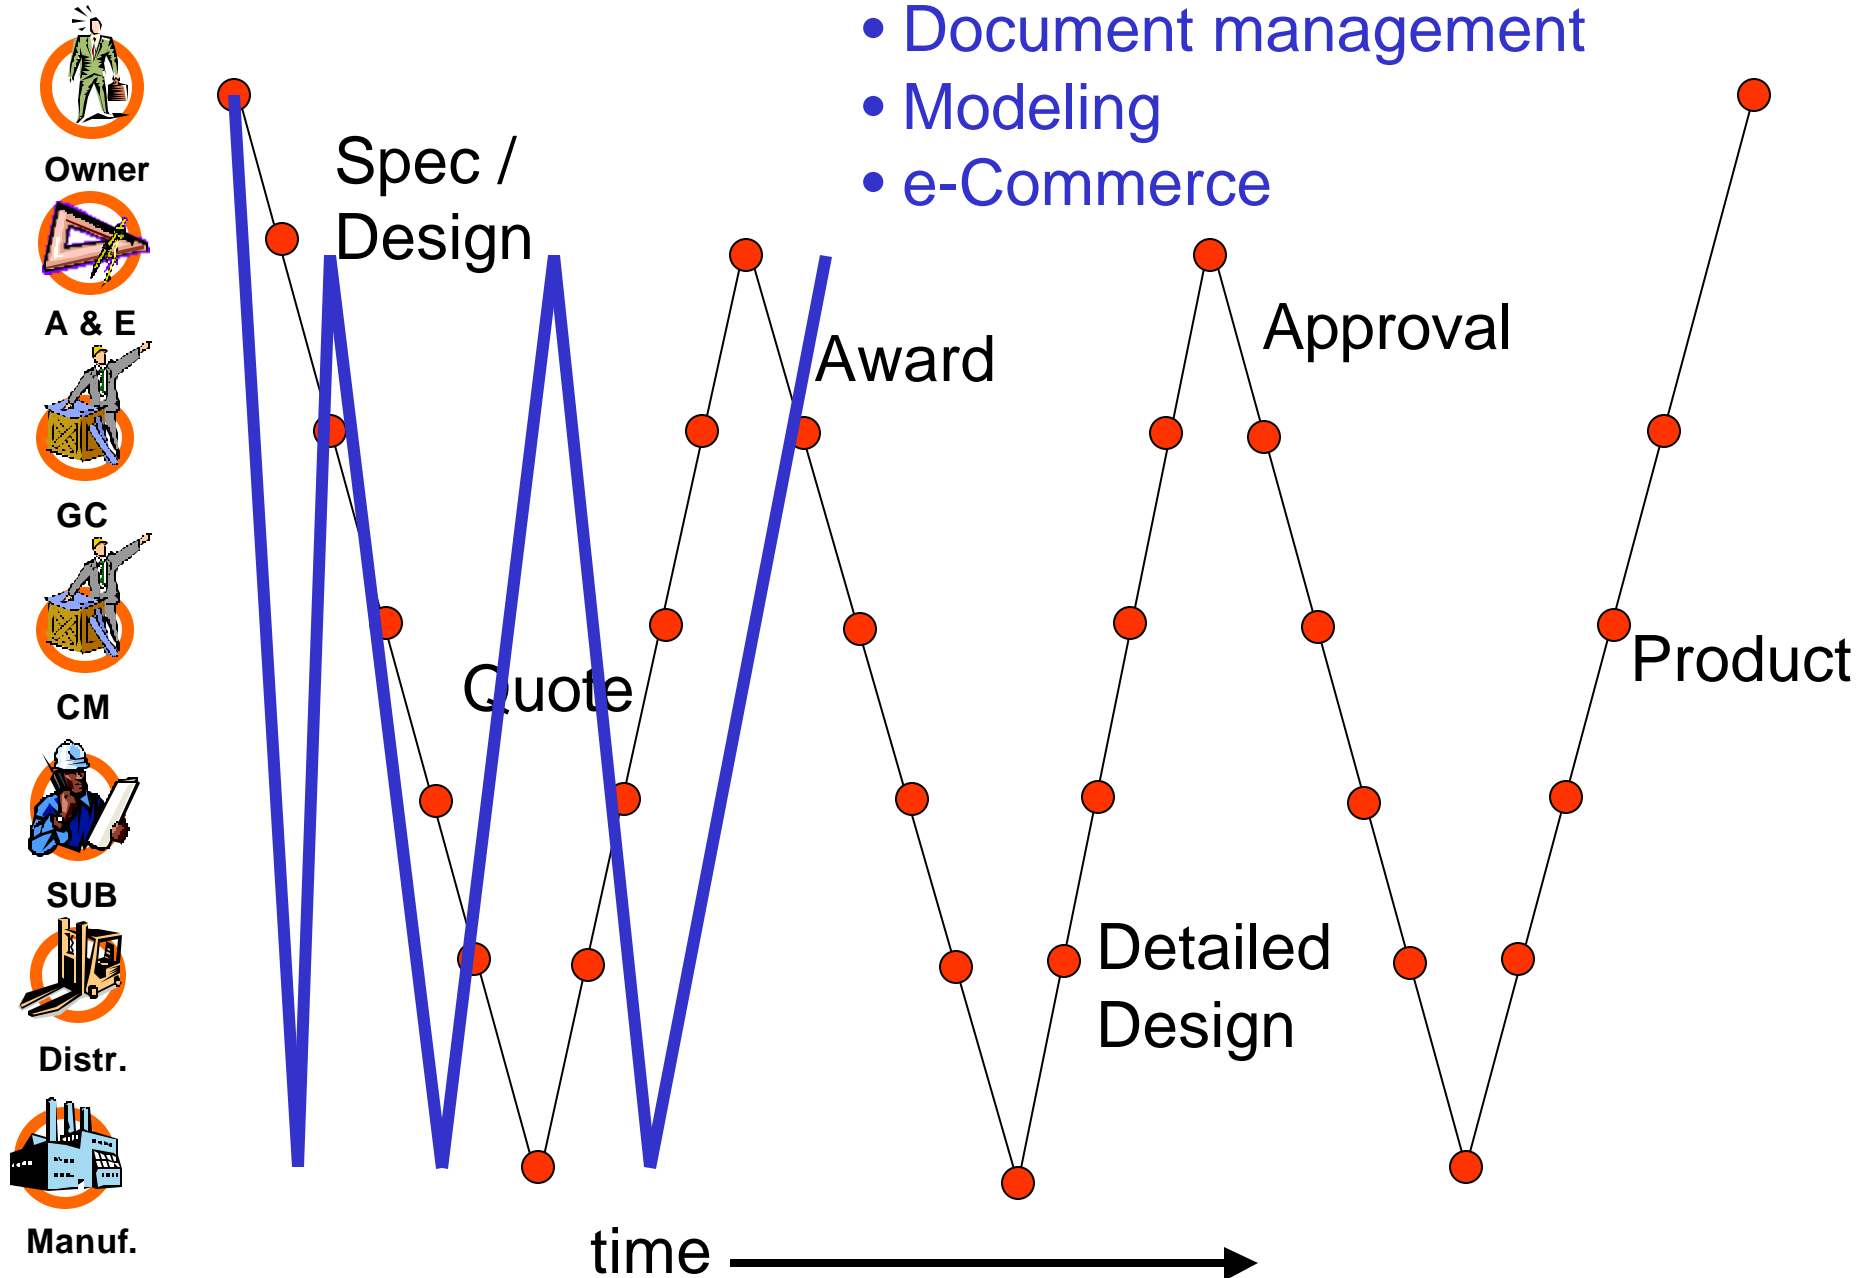 • Document management
• Modeling
• e-Commerce
Owner
Spec /
Design
A & E
Award
Approval
GC
CM
Quote
Product
SUB
Detailed
Design
Distr.
Manuf.
time